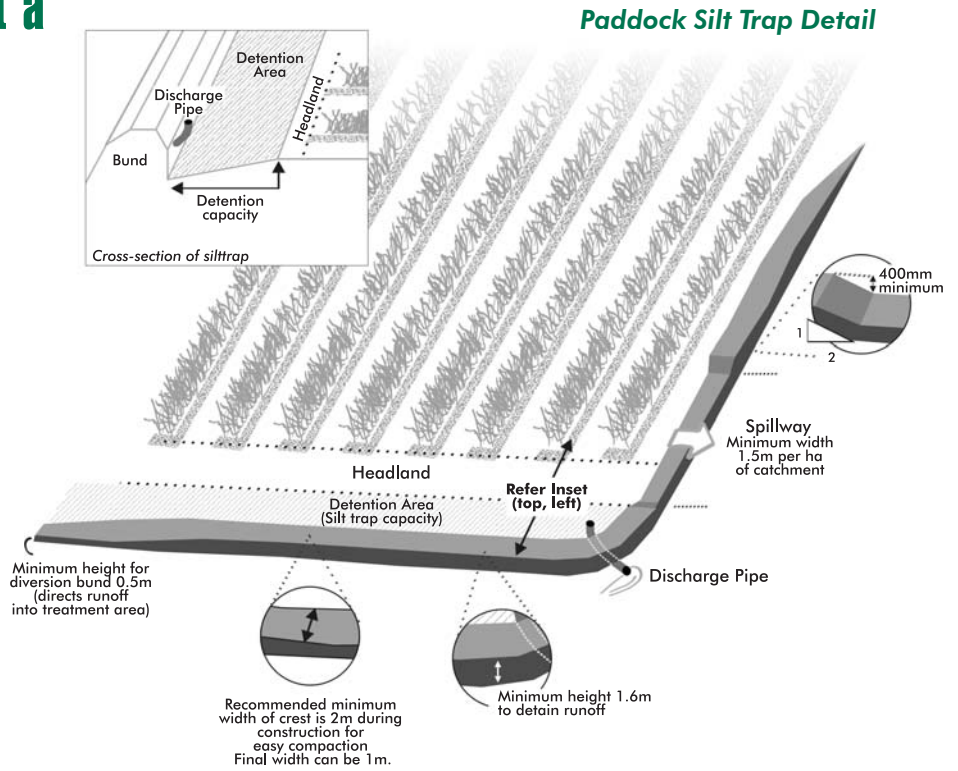 Paddock Silt Trap Detail
Detention
Area
Discharge
Pipe
Headland
Bund
Detention
capacity
Cross-section of silttrap
400mm
minimum
1
2
Spillway
Minimum width
1.5m per ha
of catchment
Headland
Refer Inset
(top, left)
Detention Area
(Silt trap capacity)
Discharge Pipe
Minimum height for
diversion bund 0.5m
(directs runoff
into treatment area)
Recommended minimum
width of crest is 2m during
construction for
easy compaction
Final width can be 1m.
Minimum height 1.6m
to detain runoff